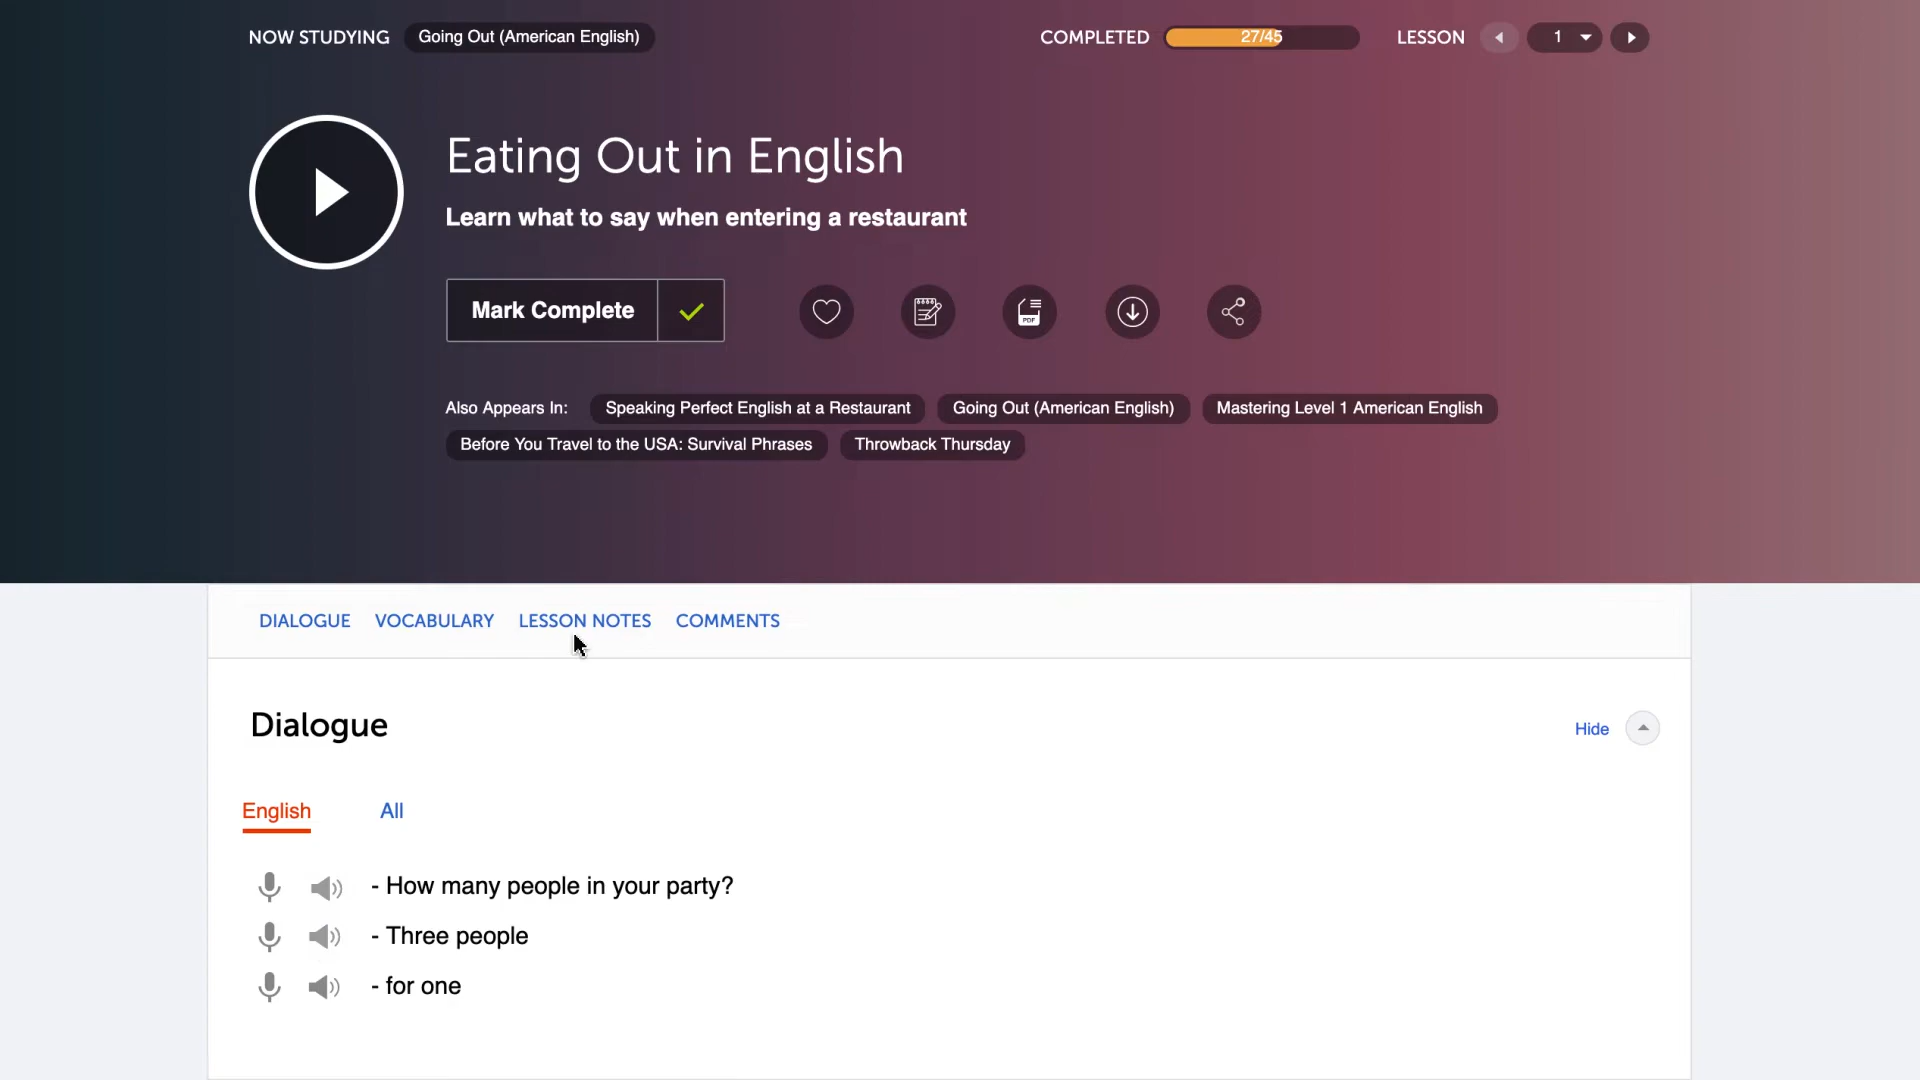 NOW STUDYING Going Out (American English) COMPLETED 27/45 LESSON 1
Eating Out in English
Learn what to say when entering a restaurant
Mark Complete
PDF
Also Appears In: Speaking Perfect English at a Restaurant Going Out (American English) Mastering Level 1 American English
Before You Travel to the USA: Survival Phrases Throwback Thursday
DIALOGUE VOCABULARY LESSON NOTES COMMENTS
Dialogue
Hide
English All
- How many people in your party?
- Three people
- for one